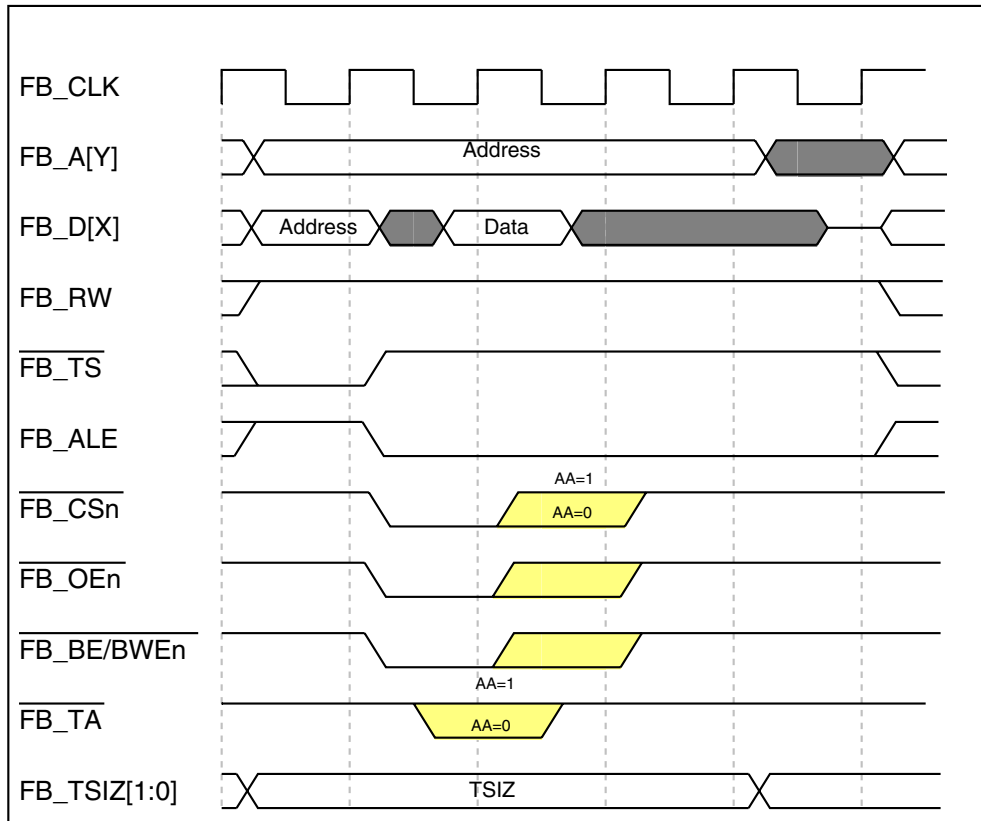 FB_CLK
FB_A[Y]
Address
FB_D[X]
Address
Data
FB_RW
FB_TS
FB_ALE
AA=1
FB_CSn
AA=0
FB_OEn
FB_BE/BWEn
AA=1
FB_TA
AA=0
FB_TSIZ[1:0]
TSIZ